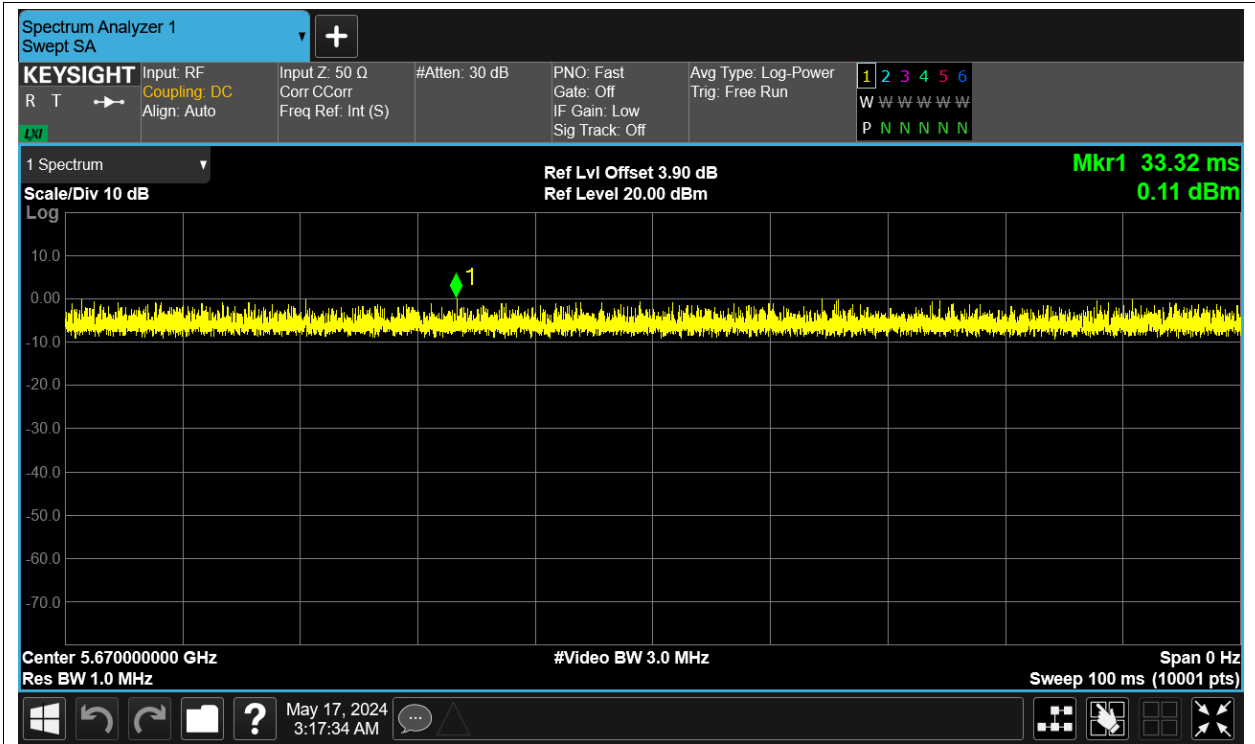 Spectrum Analyzer 1
Swept SA
KEYSIGHT
R T
LXI
Input: RF
Coupling: DC
Align: Auto
Input Z: 50 Ω
Corr CCorr
Freq Ref: Int (S)
#Atten: 30 dB
PNO: Fast
Gate: Off
IF Gain: Low
Sig Track: Off
Avg Type: Log-Power
Trig: Free Run
1 2 3 4 5 6
W W W W W W
P N N N N N
1 Spectrum
Scale/Div 10 dB
Ref Lvl Offset 3.90 dB
Ref Level 20.00 dBm
Mkr1 33.32 ms
0.11 dBm
Log
10.0
0.00
-10.0
-20.0
-30.0
-40.0
-50.0
-60.0
-70.0
1
Center 5.670000000 GHz
Res BW 1.0 MHz
#Video BW 3.0 MHz
Span 0 Hz
Sweep 100 ms (10001 pts)
?
May 17, 2024
3:17:34 AM